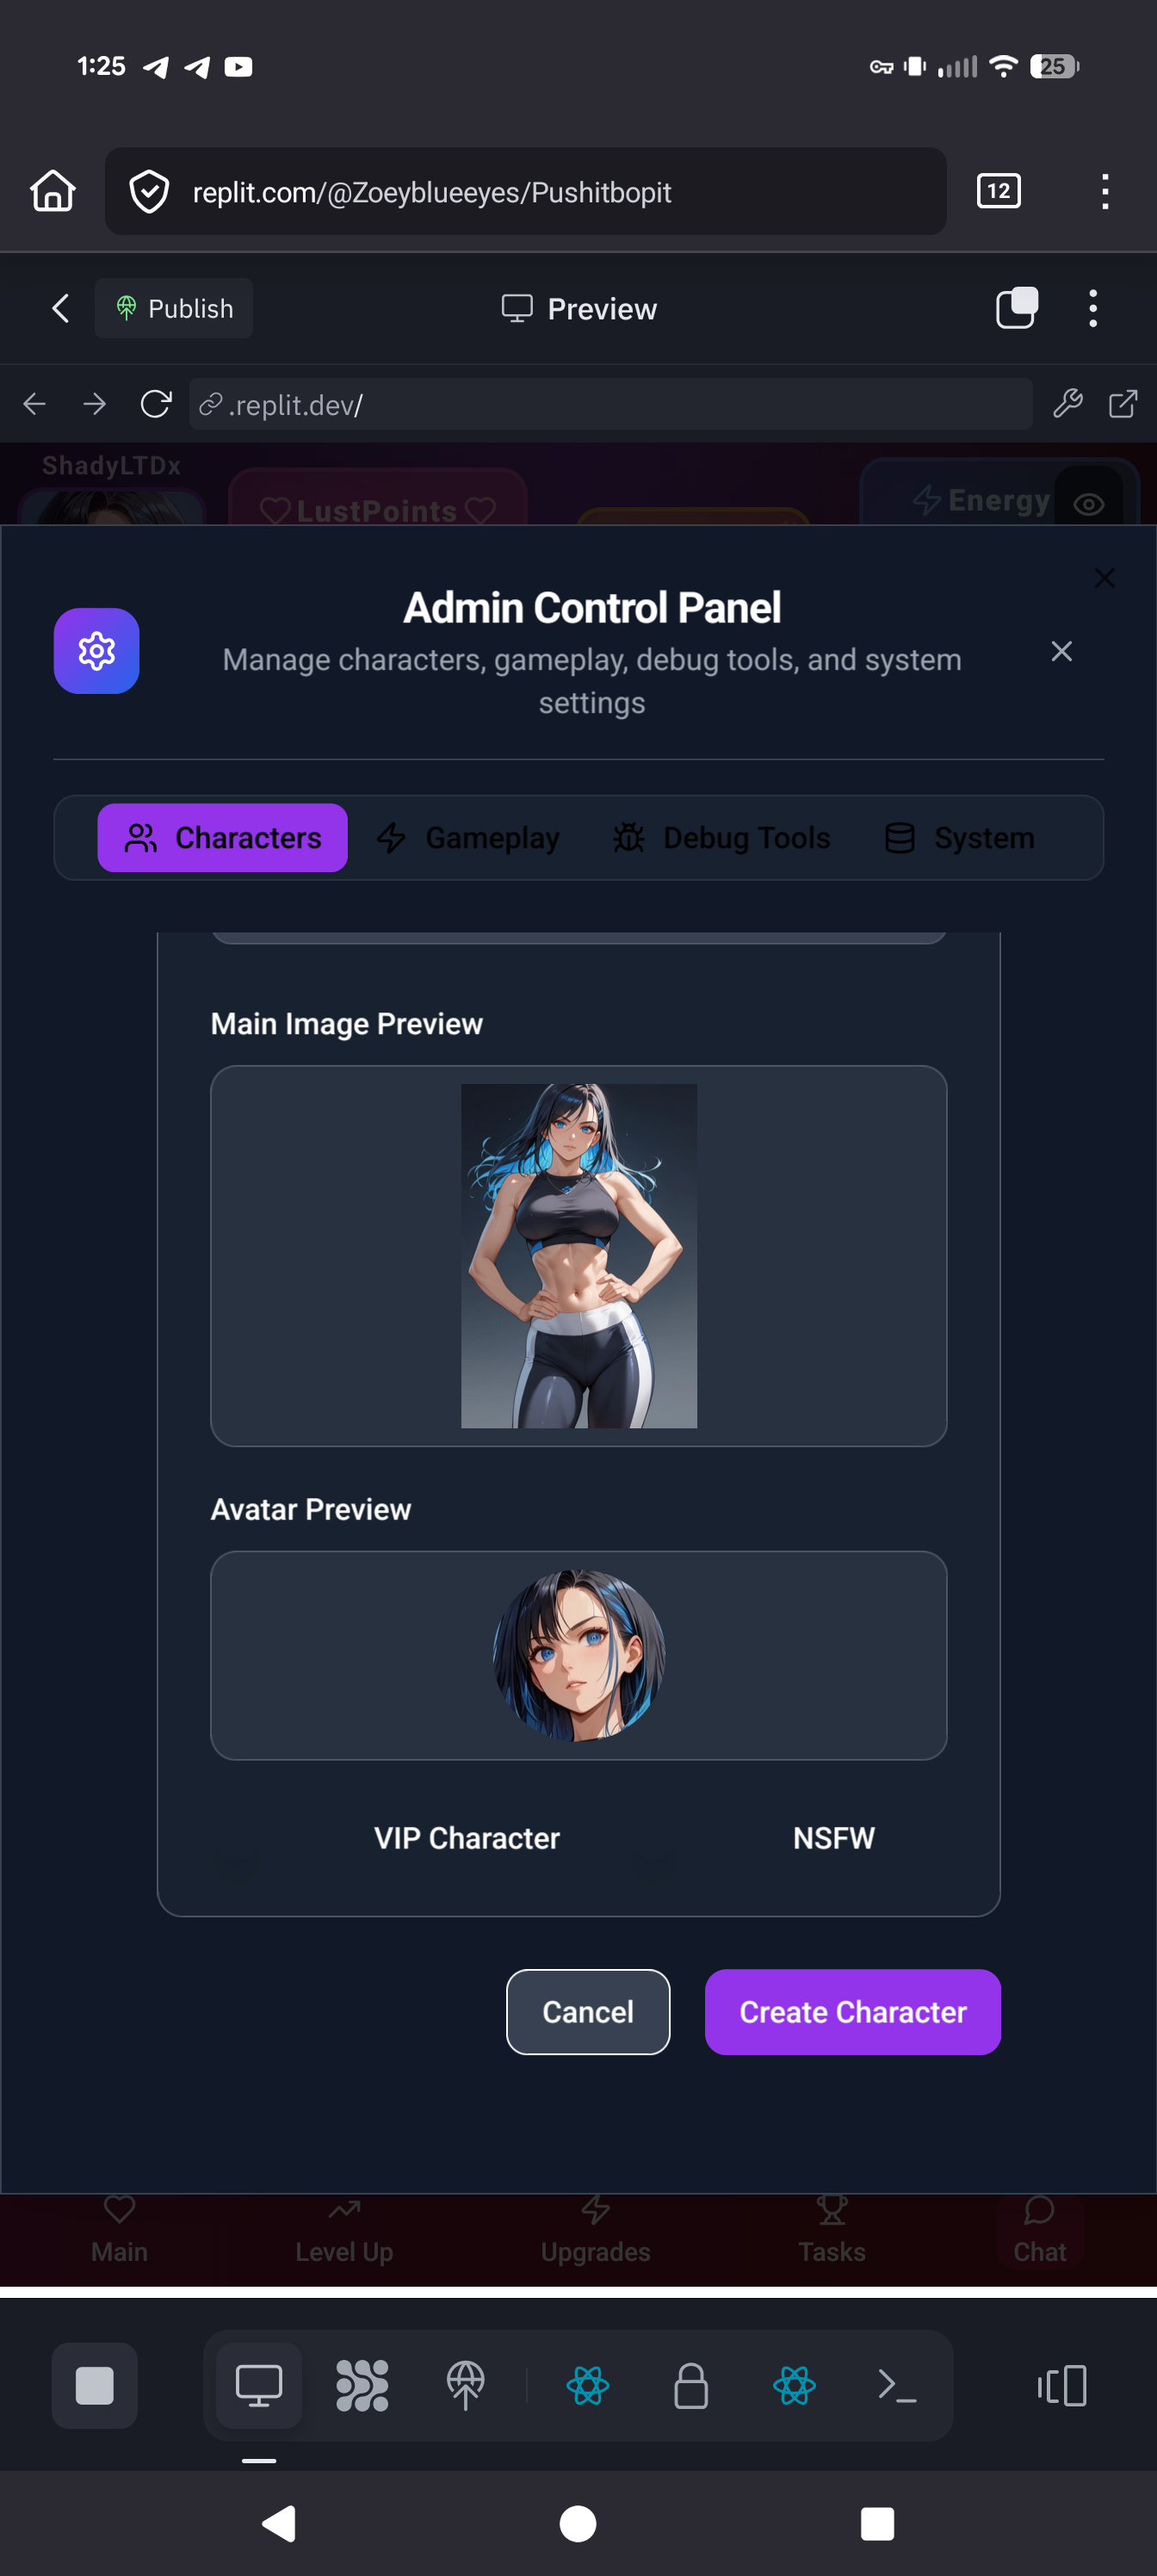 1:25
25
replit.com/@Zoeyblueeyes/Pushitbopit
12
Publish
Preview
.replit.dev/
ShadyLTDx
LustPoints
Energy
Admin Control Panel
Manage characters, gameplay, debug tools, and system
settings
Characters
Gameplay
Debug Tools
System
Main Image Preview
Avatar Preview
VIP Character
NSFW
Cancel
Create Character
Main
Level Up
Upgrades
Tasks
Chat